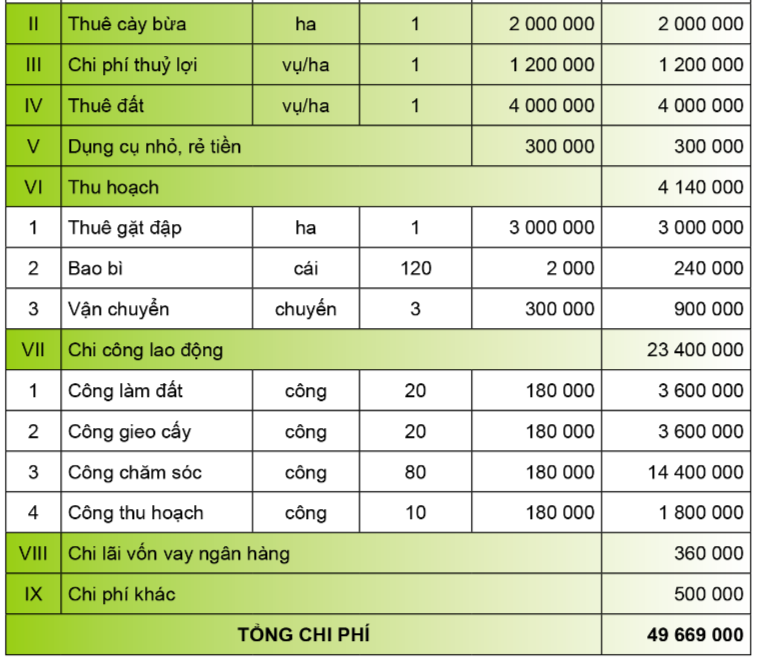 II Thuê cày bừa ha 1 2 000 000 2 000 000
III Chi phí thuỷ lợi vụ/ha 1 1 200 000 1 200 000
IV Thuê đất vụ/ha 1 4 000 000 4 000 000
V Dụng cụ nhỏ, rẻ tiền 300 000 300 000
VI Thu hoạch 4 140 000
1 Thuê gặt đập ha 1 3 000 000 3 000 000
2 Bao bì cái 120 2 000 240 000
3 Vận chuyển chuyến 3 300 000 900 000
VII Chi công lao động 23 400 000
1 Công làm đất công 20 180 000 3 600 000
2 Công gieo cấy công 20 180 000 3 600 000
3 Công chăm sóc công 80 180 000 14 400 000
4 Công thu hoạch công 10 180 000 1 800 000
VIII Chi lãi vốn vay ngân hàng 360 000
IX Chi phí khác 500 000
TỔNG CHI PHÍ 49 669 000